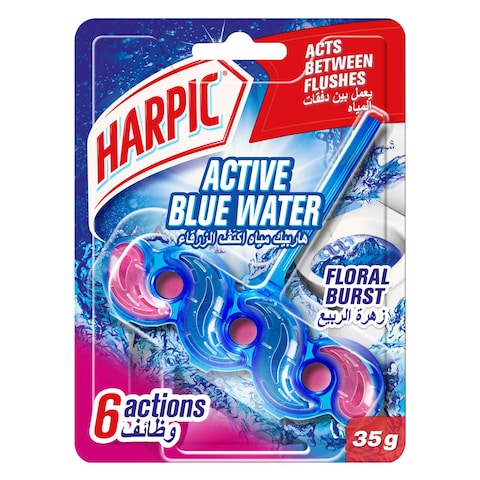 HARPIC
ACTS
BETWEEN
FLUSHES
يعمل بين دفقات
المياه
ACTIVE
BLUE WATER
هاربيك مياه اكتف الزرقاء
FLORAL
BURST
زهرة الربيع
6 actions
وظائف
35g